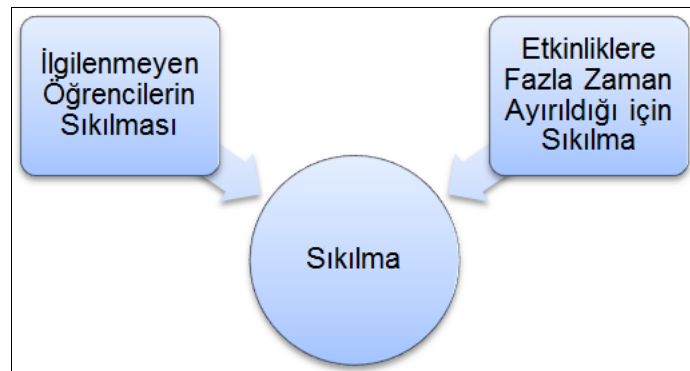 İlgilenmeyen
Öğrencilerin
Sıkılması
Etkinliklere
Fazla Zaman
Ayırıldığı için
Sıkılma
Sıkılma